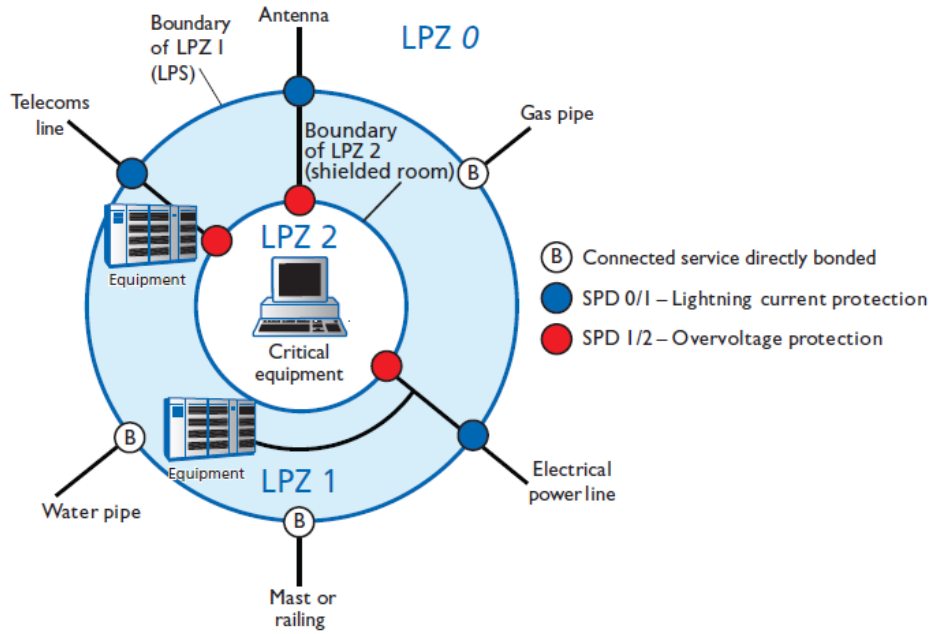 Antenna
Boundary
of LPZ 1
(LPS)
LPZ 0
Telecoms
line
Gas pipe
Boundary
of LPZ 2
(shielded room)
B
LPZ 2
Equipment
Critical
equipment
B Connected service directly bonded
SPD 0/1 – Lightning current protection
SPD 1/2 – Overvoltage protection
B
Equipment
LPZ 1
Electrical
power line
Water pipe
B
Mast or
railing